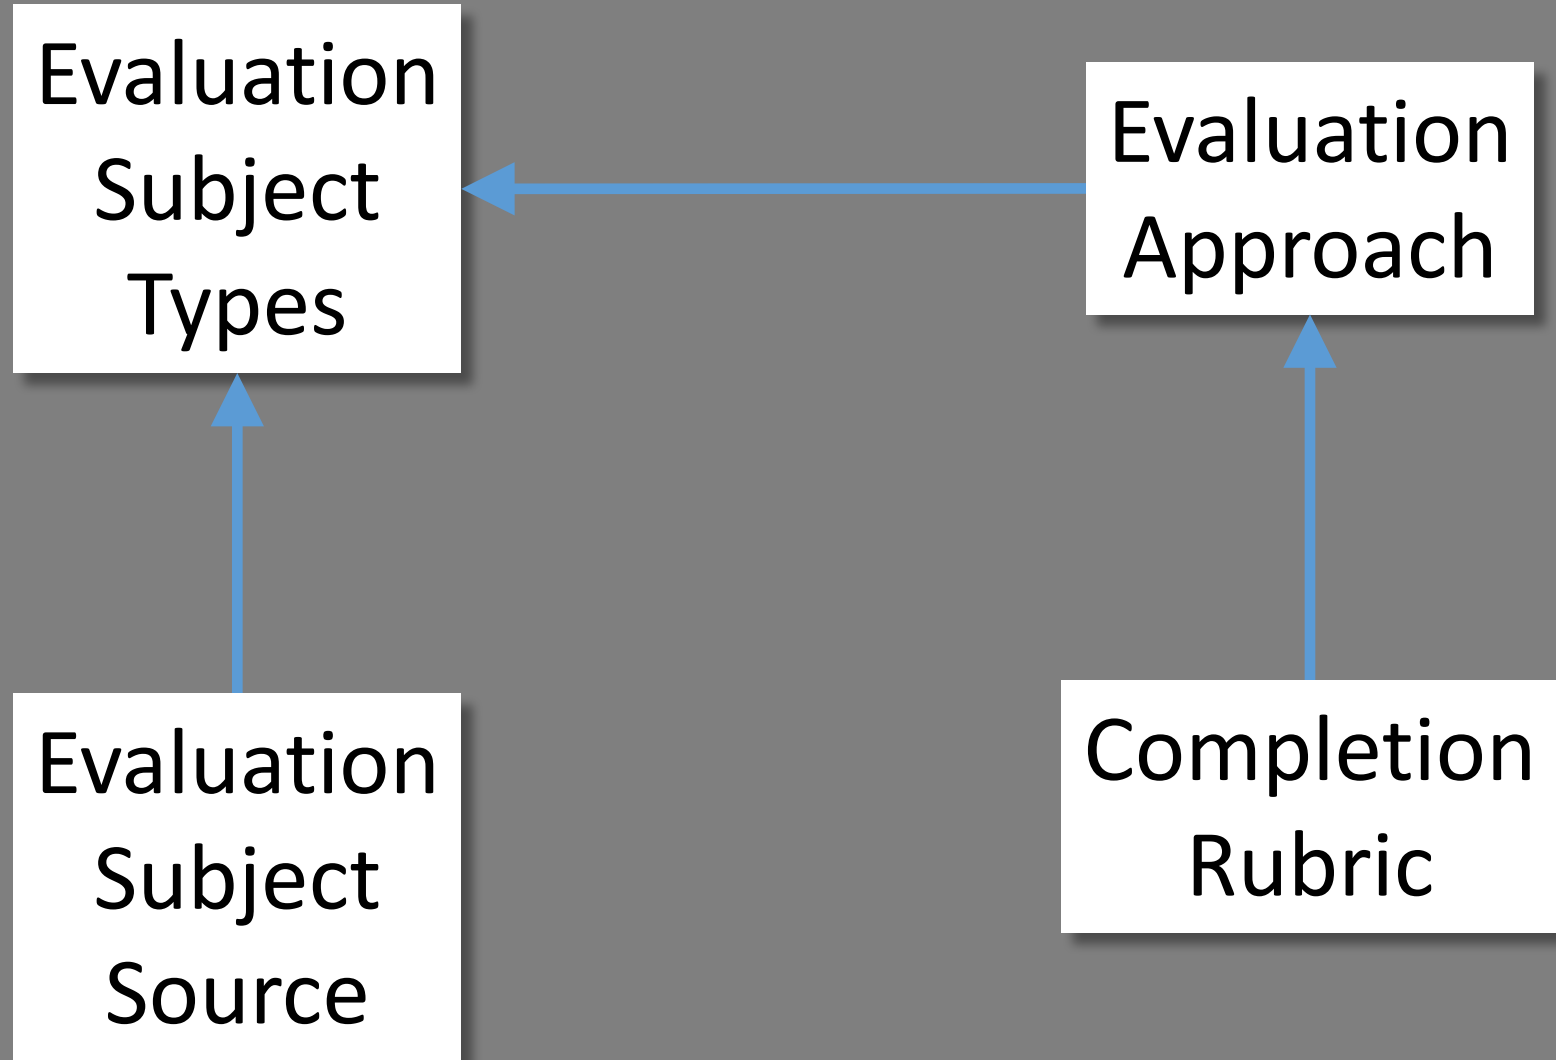 Evaluation
Subject
Types
Evaluation
Approach
Evaluation
Subject
Source
Completion
Rubric